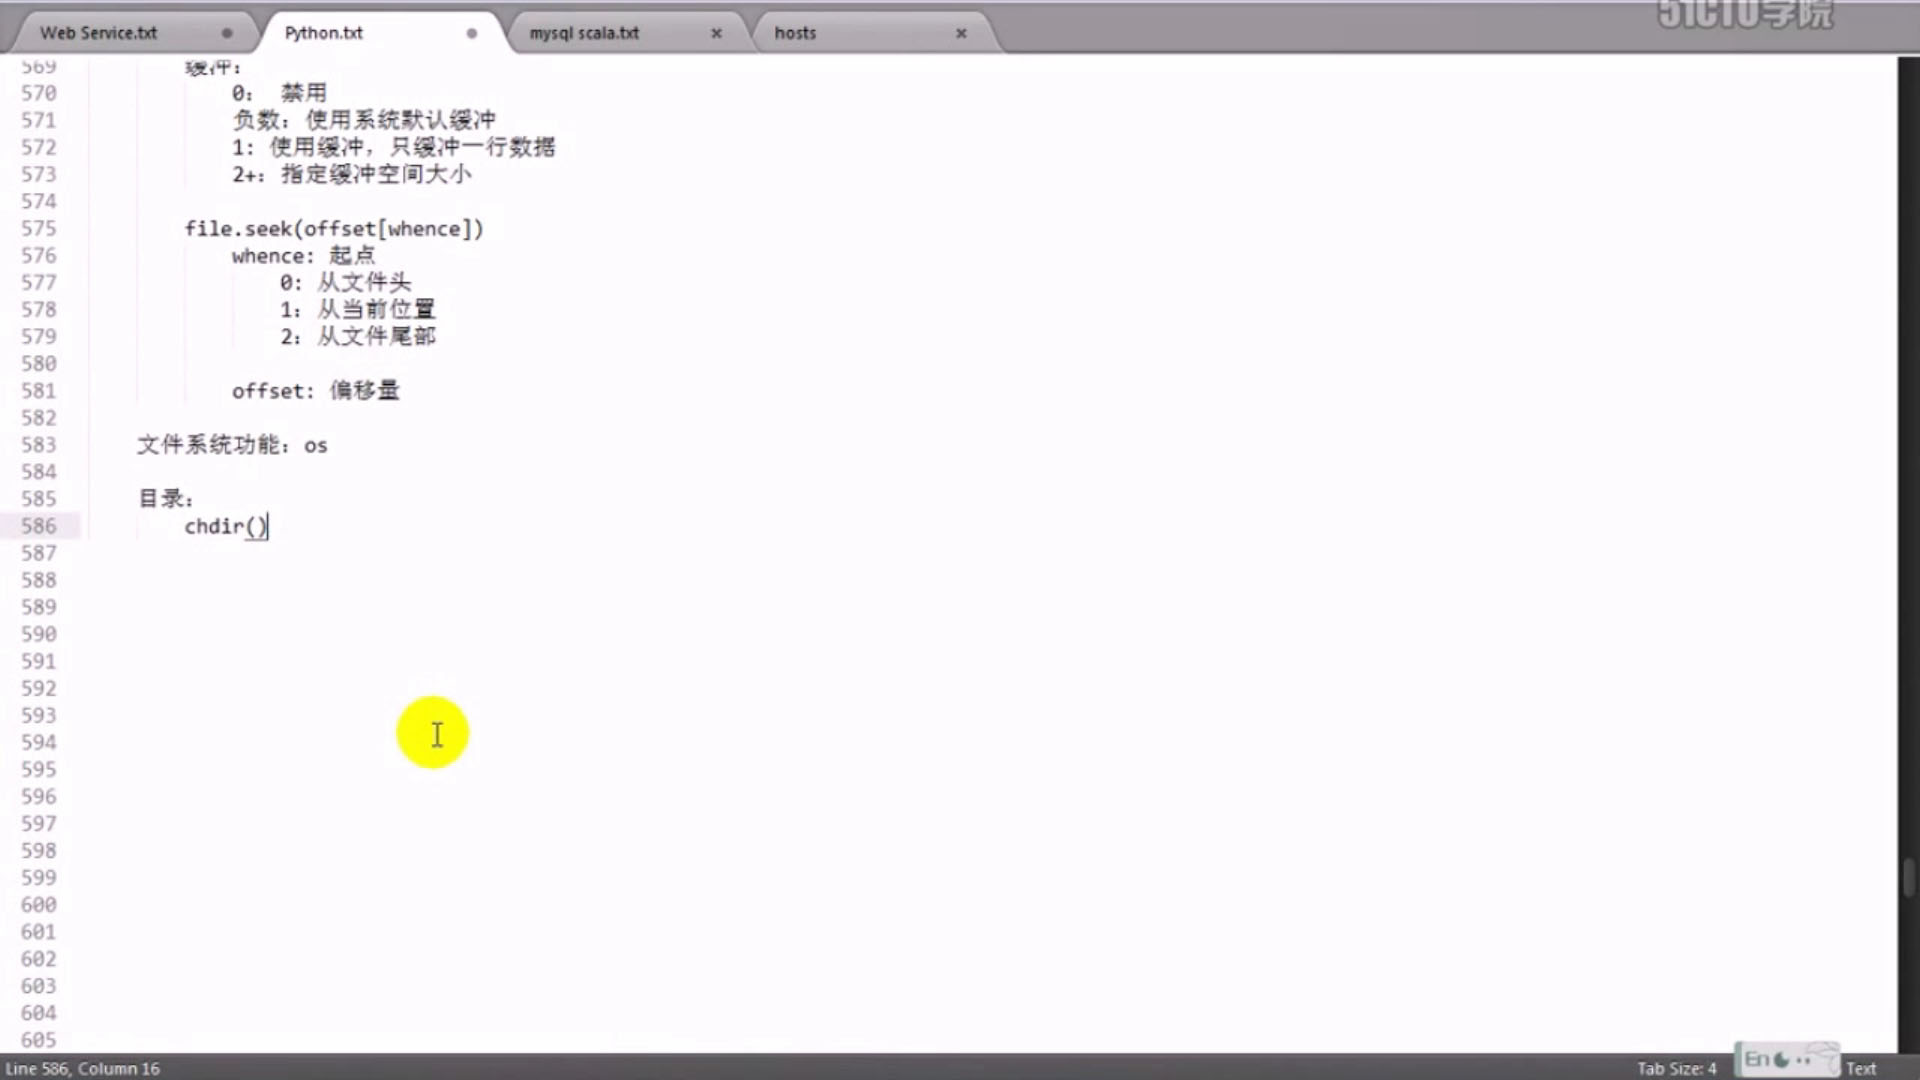 51CTO学院
Web Service.txt
Python.txt
mysql scala.txt
hosts
569 缓冲：
570 0： 禁用
571 负数：使用系统默认缓冲
572 1：使用缓冲，只缓冲一行数据
573 2+：指定缓冲空间大小
574
575 file.seek(offset[whence])
576 whence: 起点
577 0: 从文件头
578 1：从当前位置
579 2：从文件尾部
580
581 offset: 偏移量
582
583 文件系统功能：os
584
585 目录：
586 chdir()
587
588
589
590
591
592
593
594
595
596
597
598
599
600
601
602
603
604
605
Line 586, Column 16
Tab Size: 4
En
Text